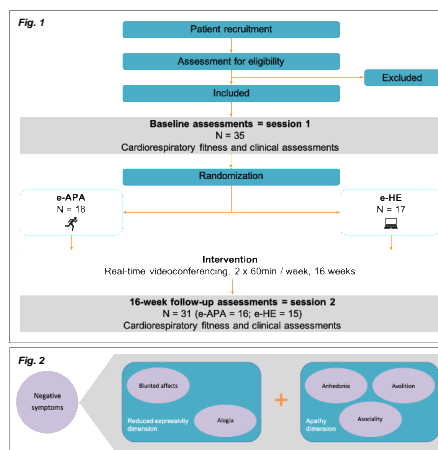 Fig. 1
Patient recruitment
Assessment for eligibility
Excluded
Included
Baseline assessments = session 1
N = 35
Cardiorespiratory fitness and clinical assessments
Randomization
e-APA
N = 18
e-HE
N = 17
Intervention
Real-time videoconferencing, 2 x 60min / week, 16 weeks
16-week follow-up assessments = session 2
N = 31 (e-APA = 16; e-HE = 15)
Cardiorespiratory fitness and clinical assessments
Fig. 2
Negative
symptoms
Blunted affects
Reduced expressivity
dimension
Alogia
+
Anhedonia
Avolition
Apathy
dimension
Asociality